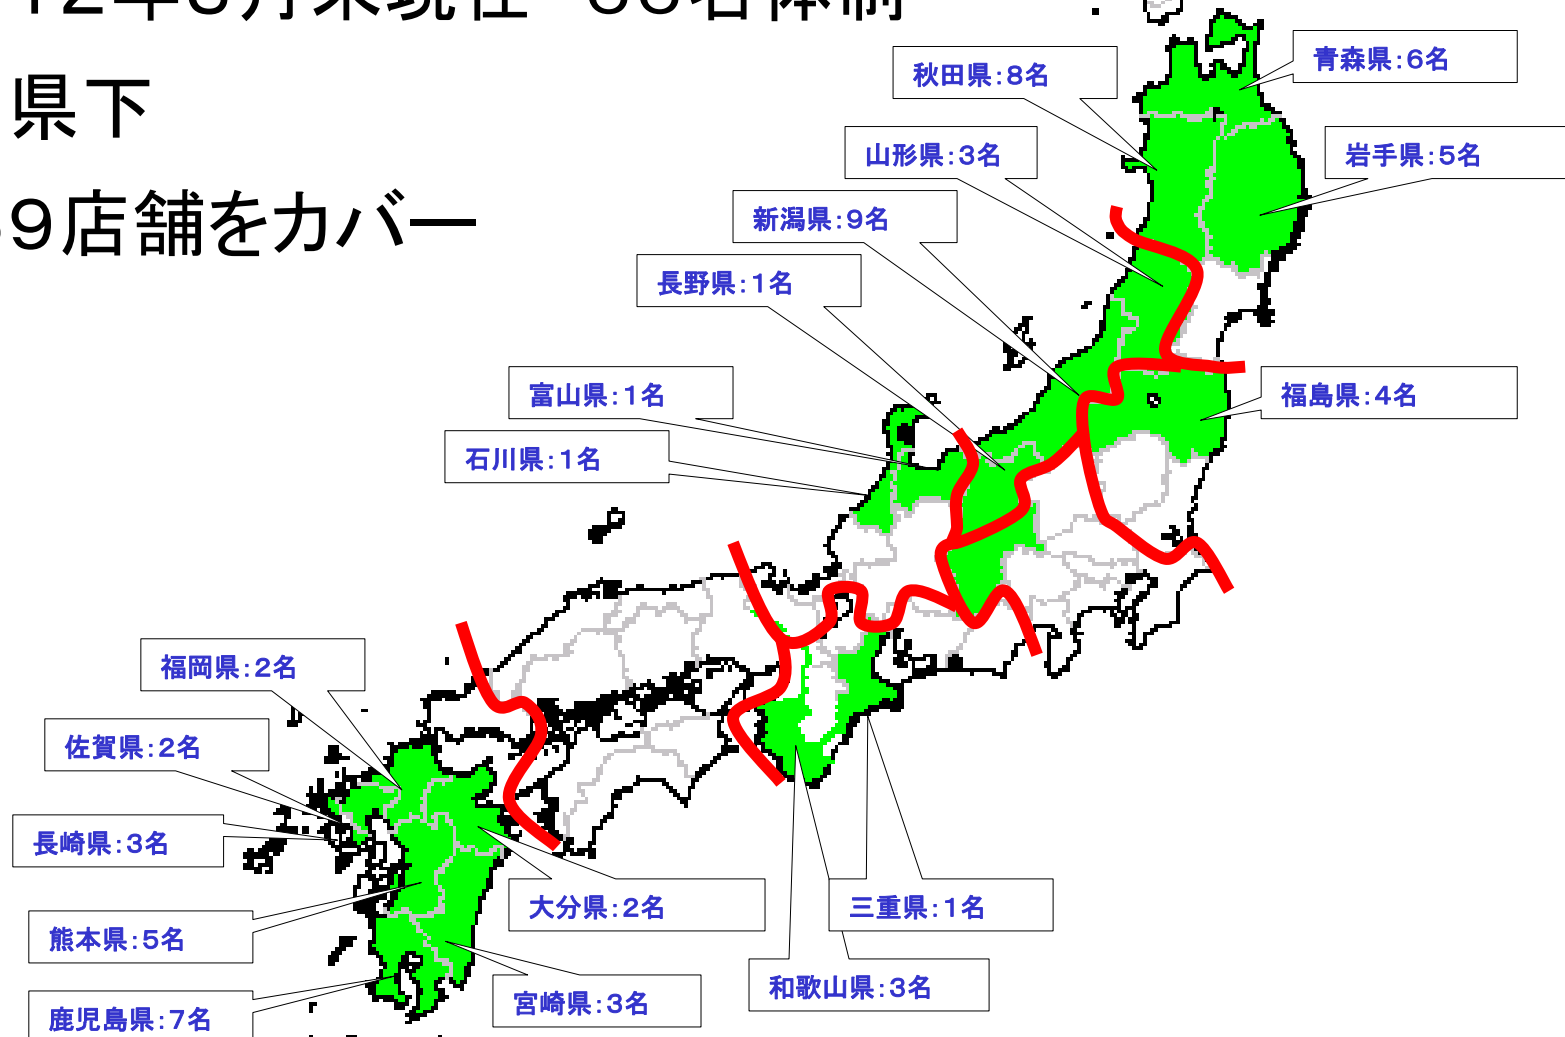 県下
9店舗をカバー
青森県:6名
秋田県:8名
岩手県:5名
山形県:3名
新潟県:9名
長野県:1名
富山県:1名
福島県:4名
石川県:1名
福岡県:2名
佐賀県:2名
長崎県:3名
大分県:2名
三重県:1名
熊本県:5名
和歌山県:3名
宮崎県:3名
鹿児島県:7名